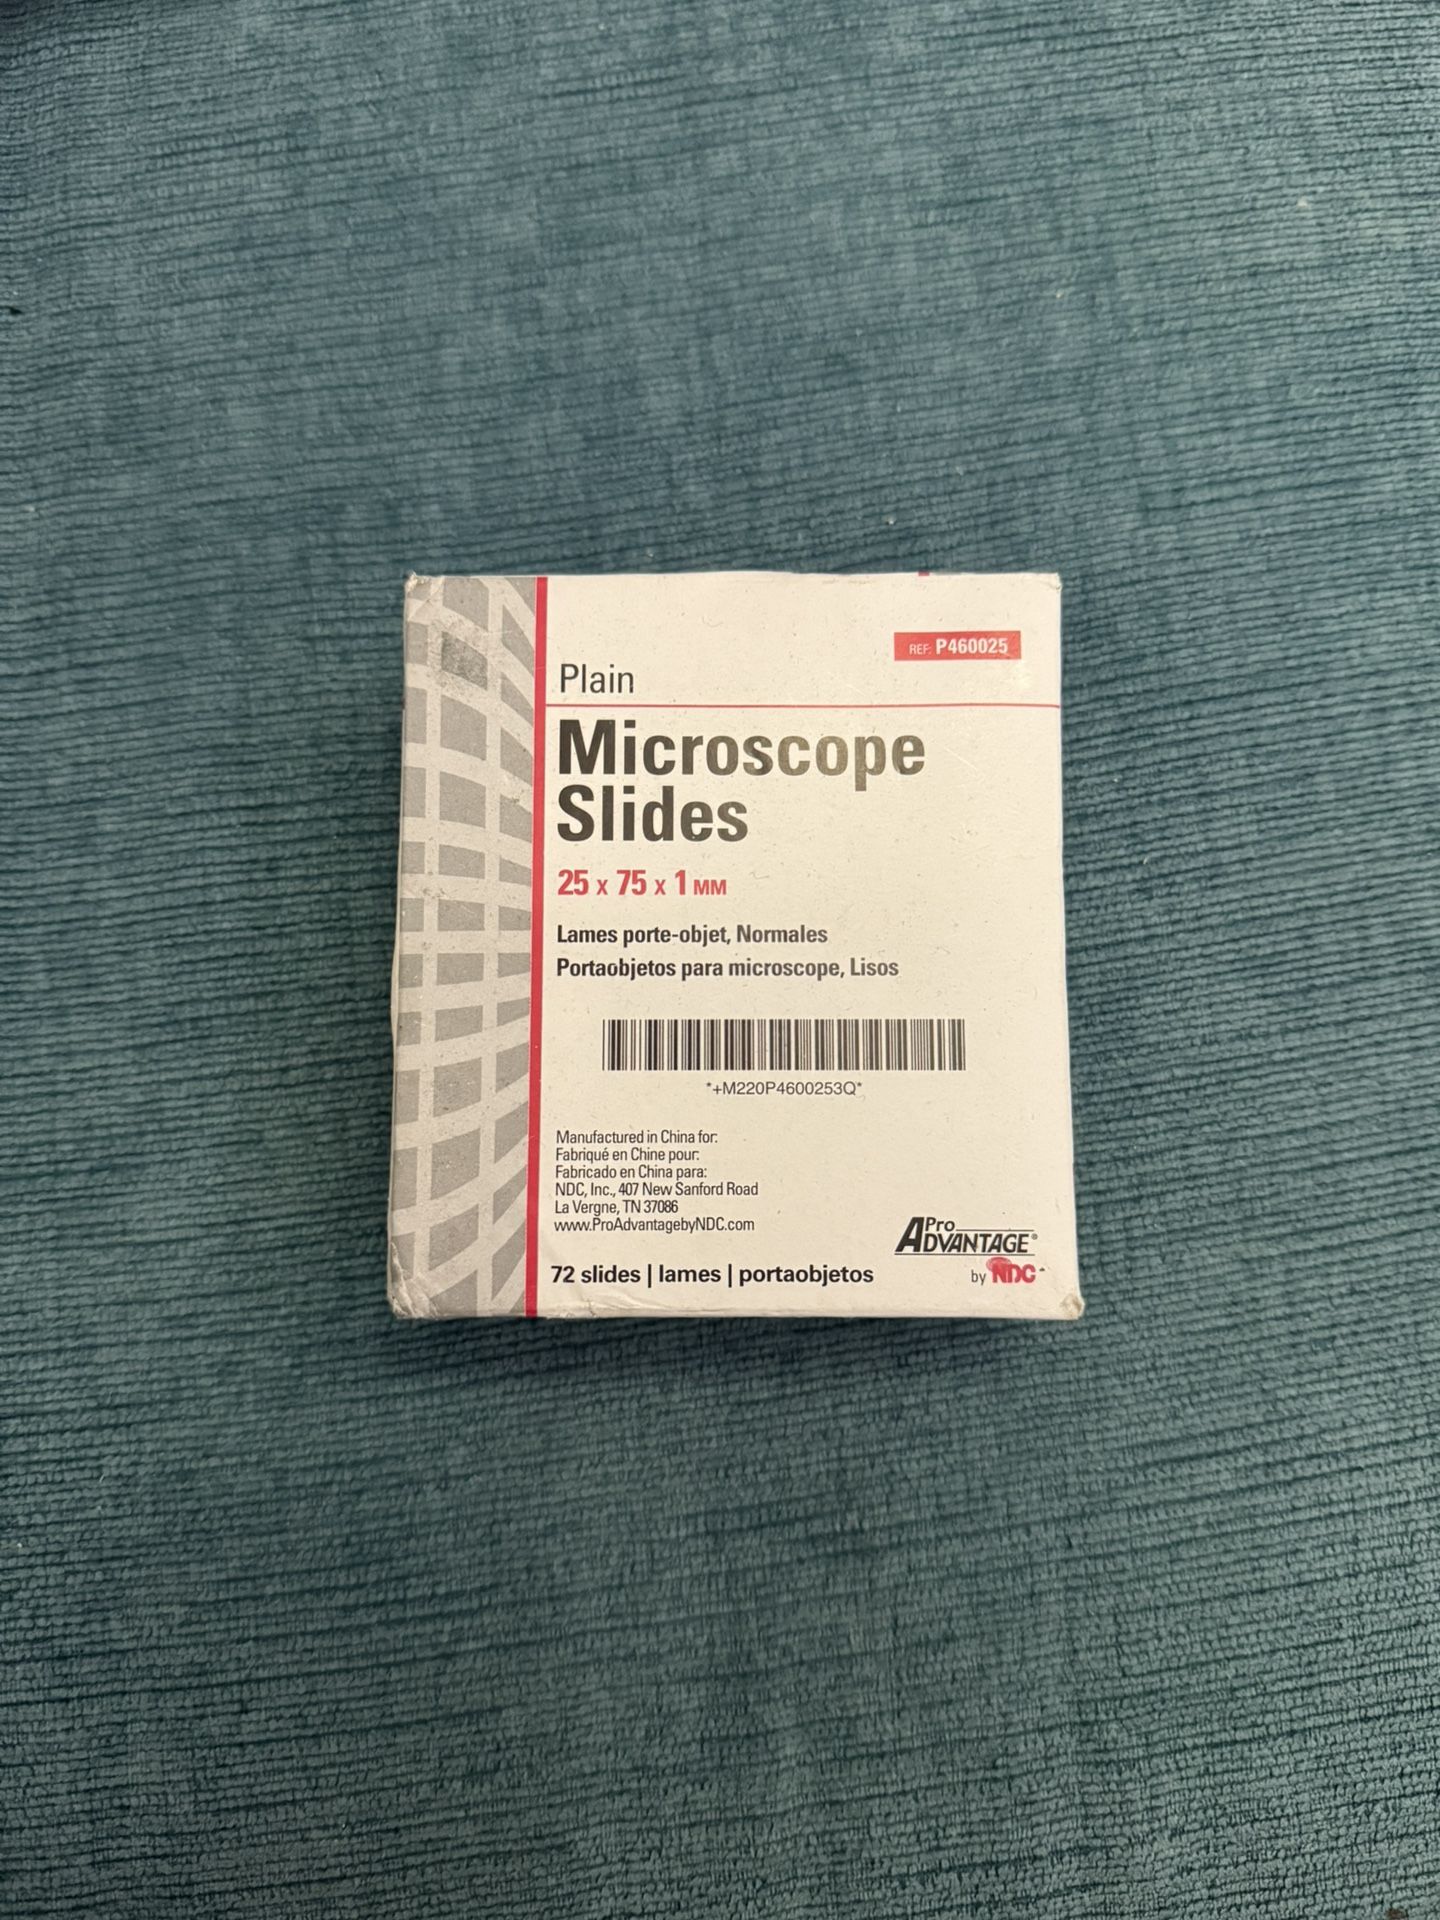 REF: P460025
Plain
Microscope
Slides
25 x 75 x 1 MM
Lames porte-objet, Normales
Portaobjetos para microscope, Lisos
*+M220P4600253Q*
Manufactured in China for:
Fabriqué en Chine pour:
Fabricado en China para:
NDC, Inc., 407 New Sanford Road
La Vergne, TN 37086
www.ProAdvantagebyNDC.com
Pro
ADVANTAGE®
by NDC
72 slides | lames | portaobjetos